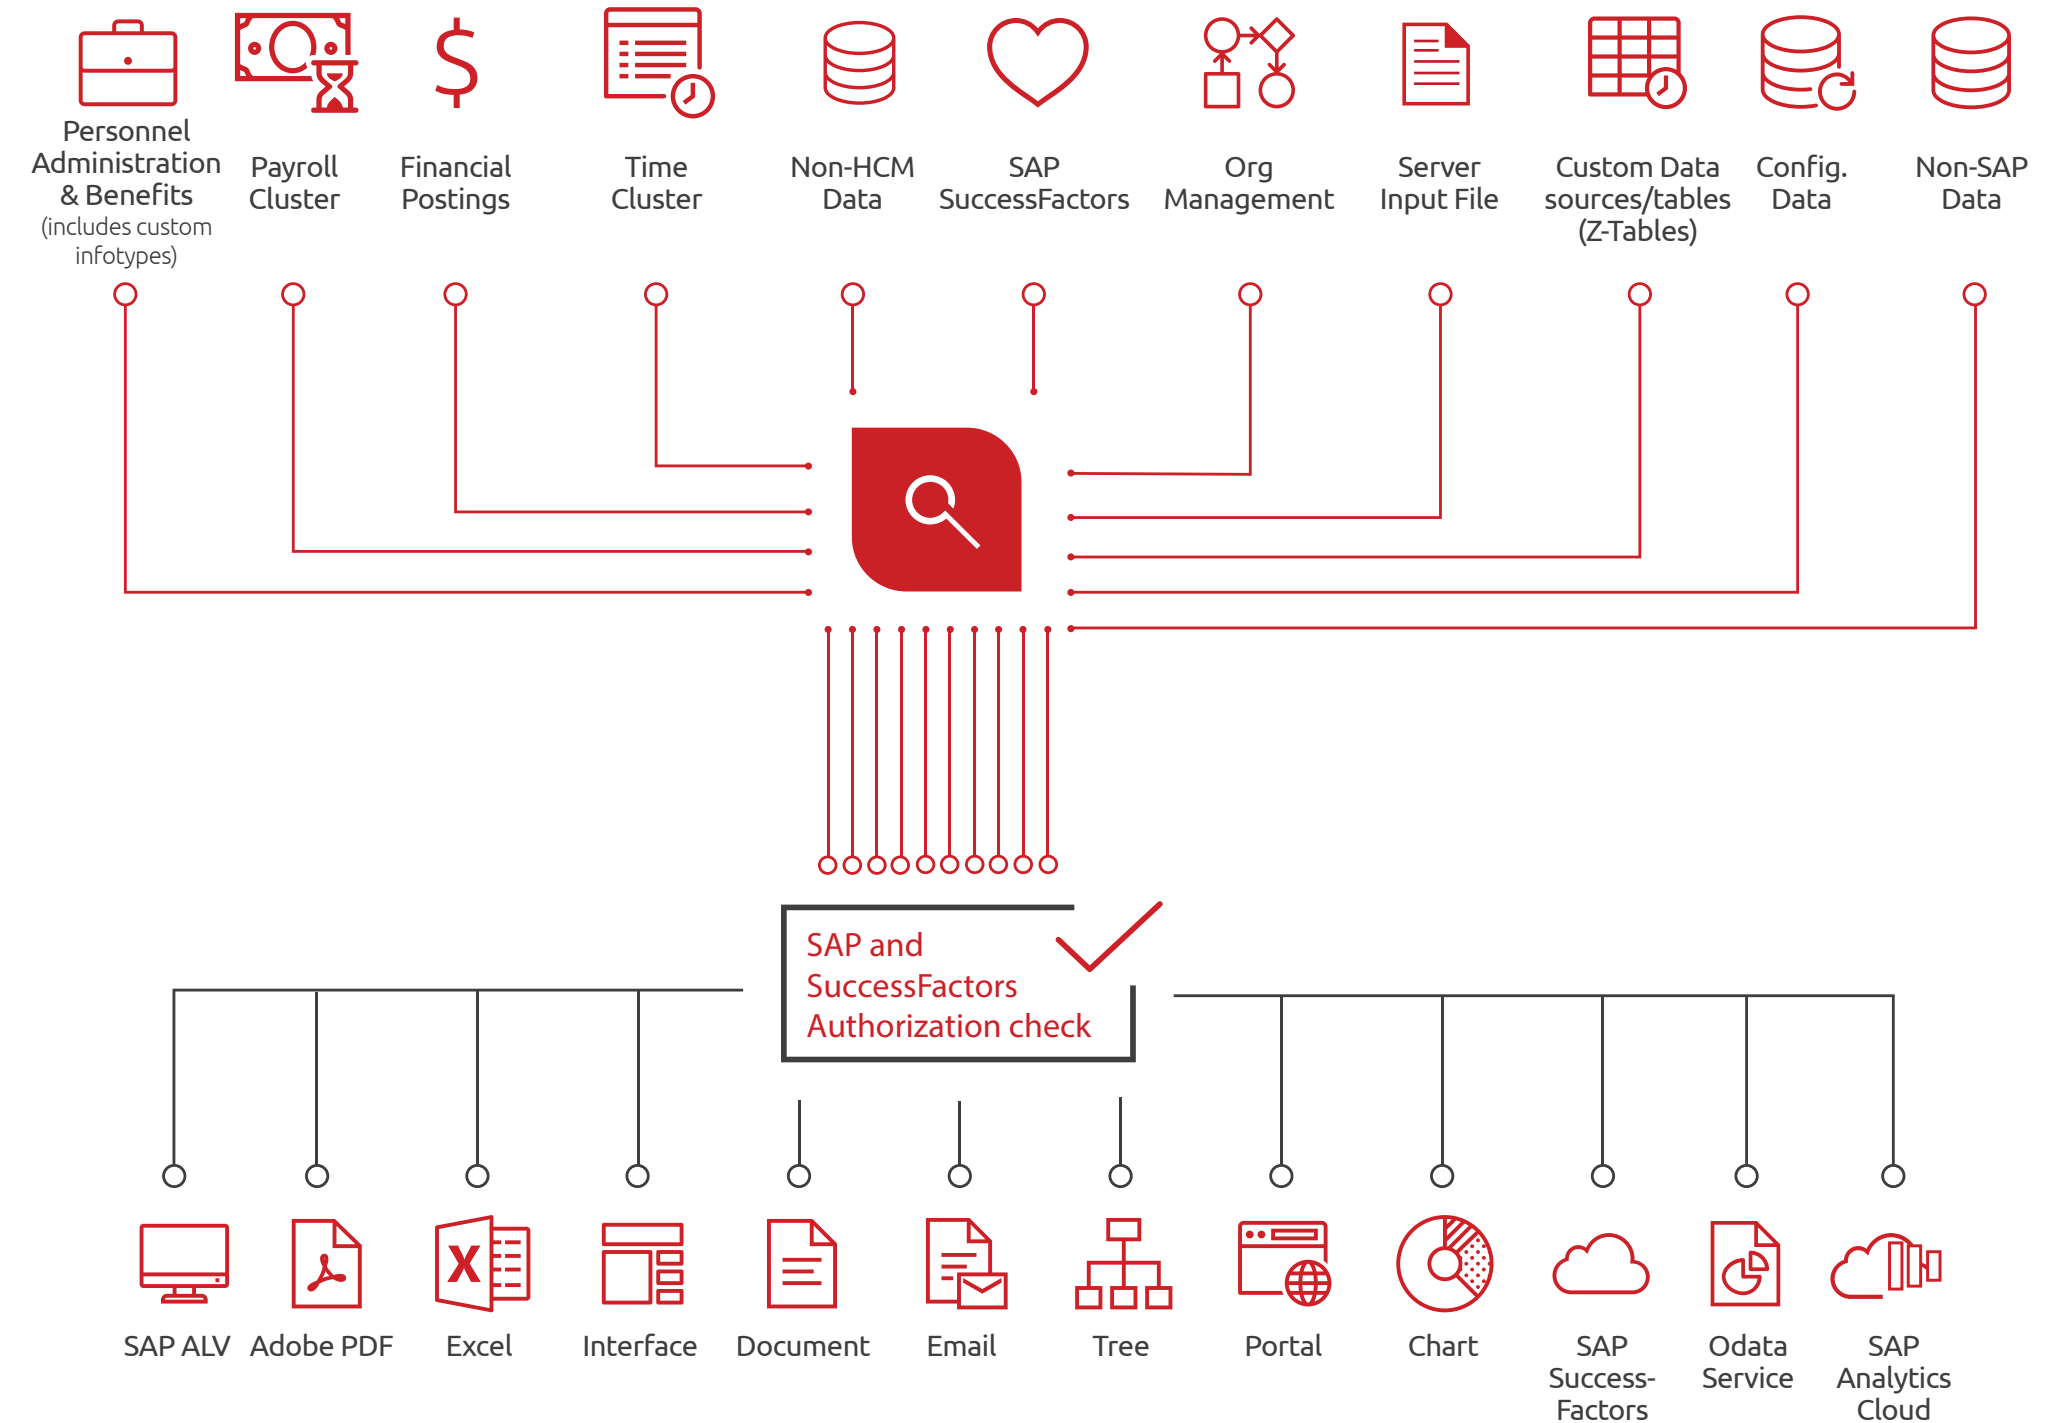 Personnel
Administration
& Benefits
(includes custom
infotypes)
Payroll
Cluster
Financial
Postings
Time
Cluster
Non-HCM
Data
SAP
SuccessFactors
Org
Management
Server
Input File
Custom Data
sources/tables
(Z-Tables)
Config.
Data
Non-SAP
Data
SAP and
SuccessFactors
Authorization check
SAP ALV
Adobe PDF
Excel
Interface
Document
Email
Tree
Portal
Chart
SAP
Success-
Factors
Odata
Service
SAP
Analytics
Cloud